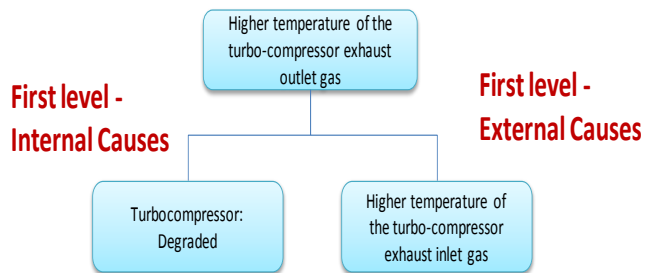 Higher temperature of the
turbo-compressor exhaust
outlet gas
First level -
Internal Causes
First level -
External Causes
Turbocompressor:
Degraded
Higher temperature of
the turbo-compressor
exhaust inlet gas